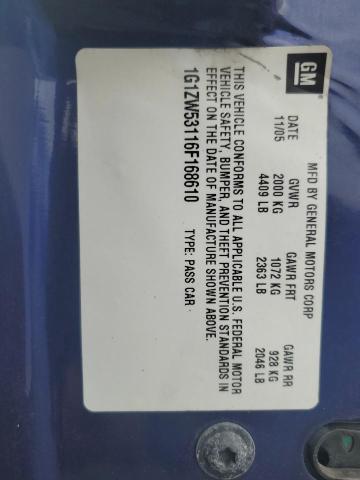 GM
MFD BY GENERAL MOTORS CORP
DATE GVWR GAWR FRT GAWR RR
11/05 2000 KG 1072 KG 928 KG
4409 LB 2363 LB 2046 LB
THIS VEHICLE CONFORMS TO ALL APPLICABLE U.S. FEDERAL MOTOR
VEHICLE SAFETY, BUMPER, AND THEFT PREVENTION STANDARDS IN
EFFECT ON THE DATE OF MANUFACTURE SHOWN ABOVE.
1G1ZW53116F168610 TYPE: PASS CAR